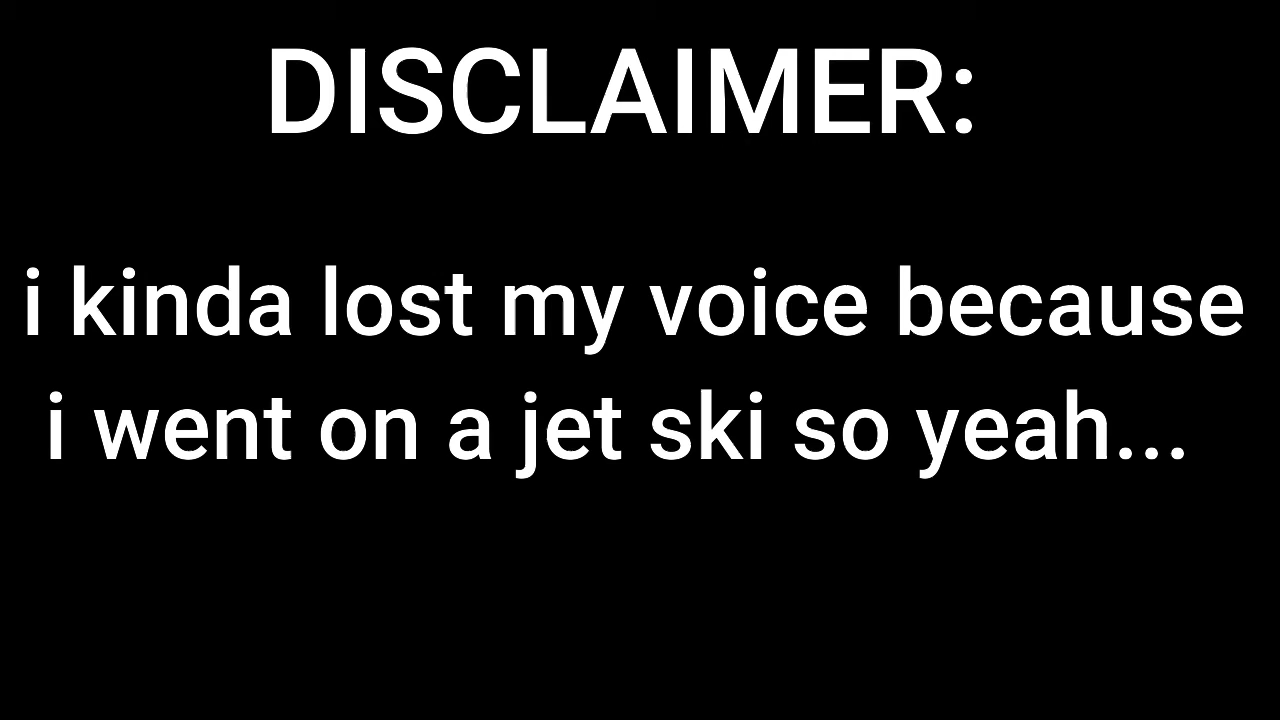 DISCLAIMER:
i kinda lost my voice because
i went on a jet ski so yeah...